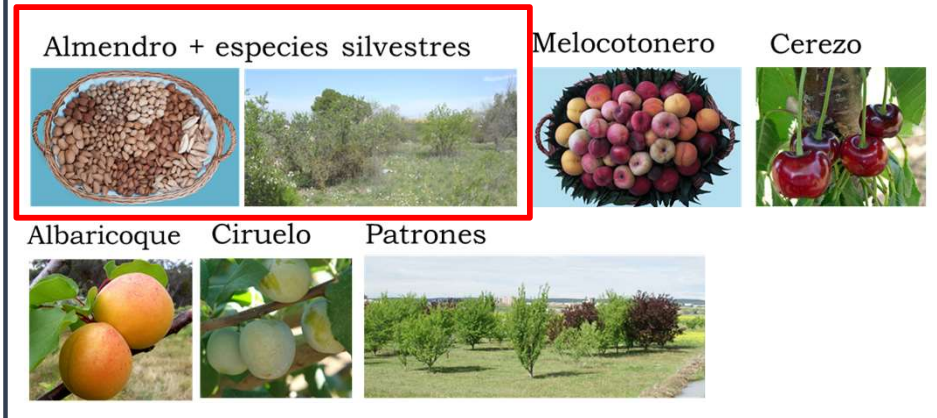 Almendro + especies silvestres
Melocotonero
Cerezo
Albaricoque
Ciruelo
Patrones